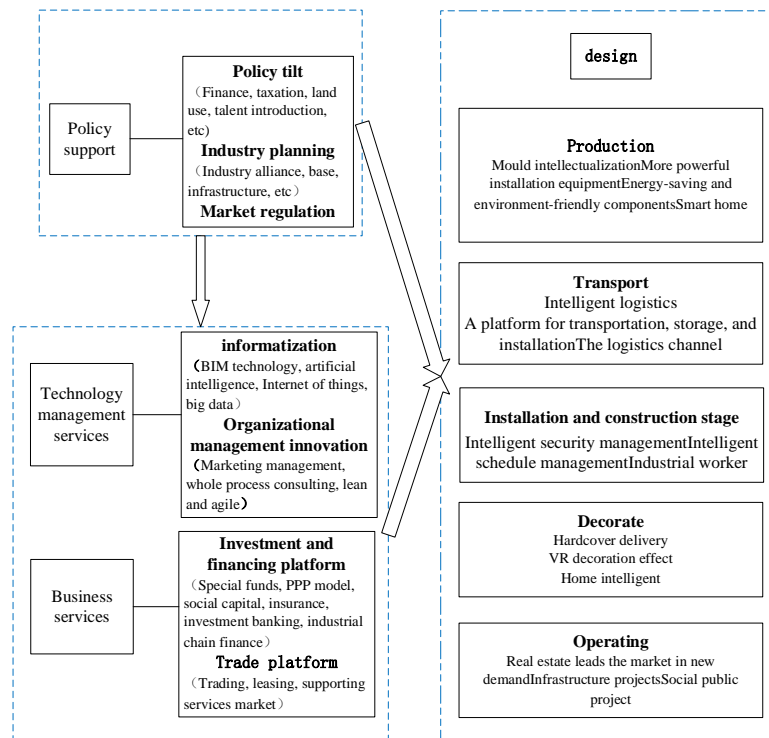 Policy
support
Policy tilt
（Finance, taxation, land
use, talent introduction,
etc)
Industry planning
(Industry alliance, base,
infrastructure, etc）
Market regulation
Technology
management
services
informatization
（BIM technology, artificial
intelligence, Internet of things,
big data）
Organizational
management innovation
（Marketing management,
whole process consulting, lean
and agile）
Business
services
Investment and
financing platform
（Special funds, PPP model,
social capital, insurance,
investment banking, industrial
chain finance）
Trade platform
（Trading, leasing, supporting
services market）
design
Production
Mould intellectualizationMore powerful
installation equipmentEnergy-saving and
environment-friendly componentsSmart home
Transport
Intelligent logistics
A platform for transportation, storage, and
installationThe logistics channel
Installation and construction stage
Intelligent security managementIntelligent
schedule managementIndustrial worker
Decorate
Hardcover delivery
VR decoration effect
Home intelligent
Operating
Real estate leads the market in new
demandInfrastructure projectsSocial public
project